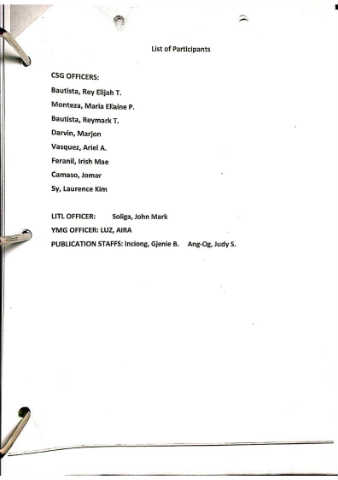 List of Participants
CSG OFFICERS:
Bautista, Rey Elijah T.
Monteza, Maria Ellaine P.
Bautista, Reymark T.
Darvin, Marjon
Vasquez, Ariel A.
Feranil, Irish Mae
Camaso, Jomar
Sy, Laurence Kim
LITL OFFICER: Soliga, John Mark
YMG OFFICER: LUZ, AIRA
PUBLICATION STAFFS: Inciong, Gjenie B. Ang-Og, Judy S.